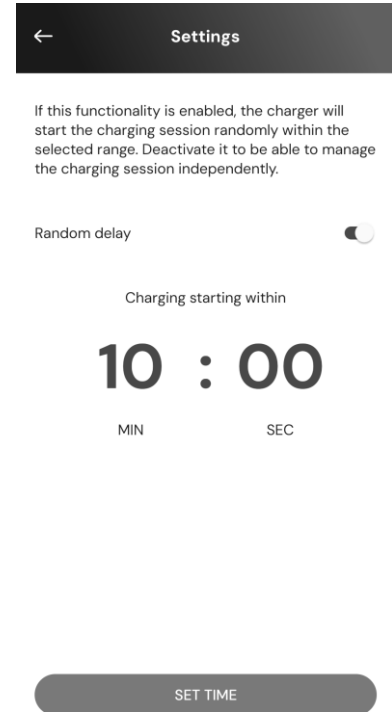 Settings
If this functionality is enabled, the charger will
start the charging session randomly within the
selected range. Deactivate it to be able to manage
the charging session independently.
Random delay
Charging starting within
10 : 00
MIN SEC
SET TIME